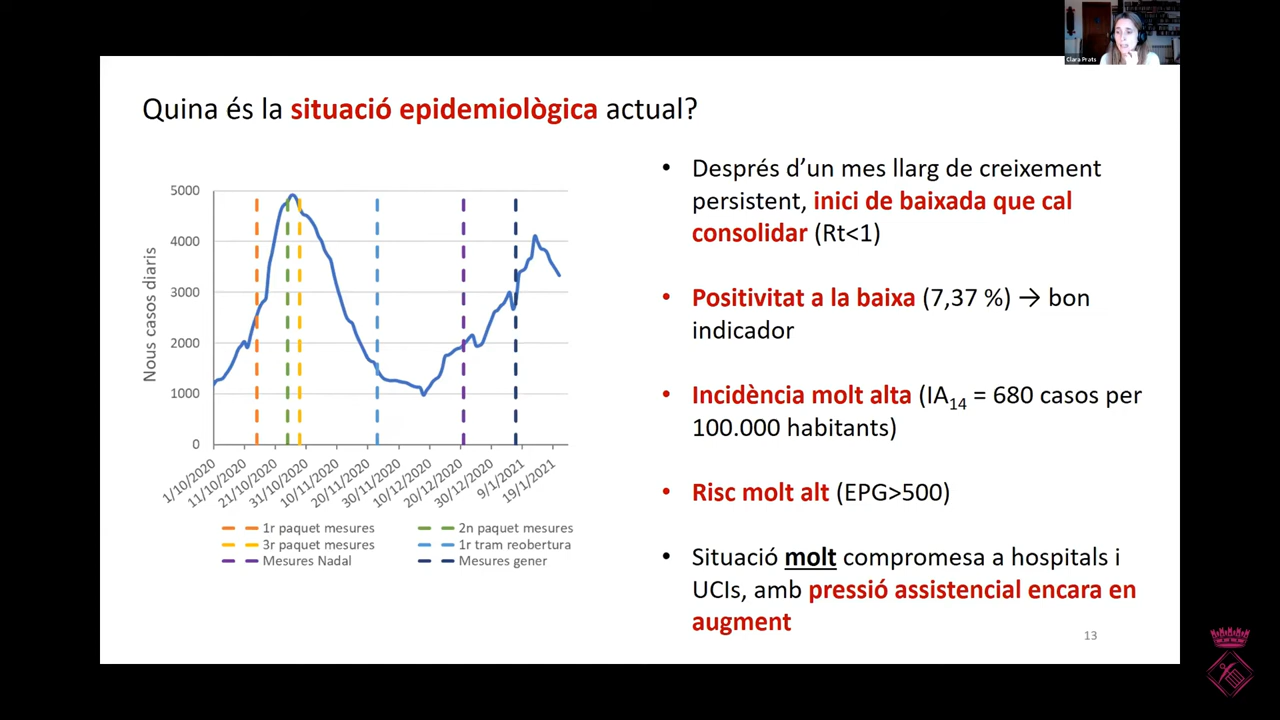 Clara Prats
Quina és la situació epidemiològica actual?
• Després d’un mes llarg de creixement
persistent, inici de baixada que cal
consolidar (Rt<1)
• Positivitat a la baixa (7,37 %) → bon
indicador
• Incidència molt alta (IA14 = 680 casos per
100.000 habitants)
• Risc molt alt (EPG>500)
• Situació molt compromesa a hospitals i
UCIs, amb pressió assistencial encara en
augment
Nous casos diaris
5000
4000
3000
2000
1000
0
1/10/2020
11/10/2020
21/10/2020
31/10/2020
10/11/2020
20/11/2020
30/11/2020
10/12/2020
20/12/2020
30/12/2020
9/1/2021
19/1/2021
1r paquet mesures
2n paquet mesures
3r paquet mesures
1r tram reobertura
Mesures Nadal
Mesures gener
13